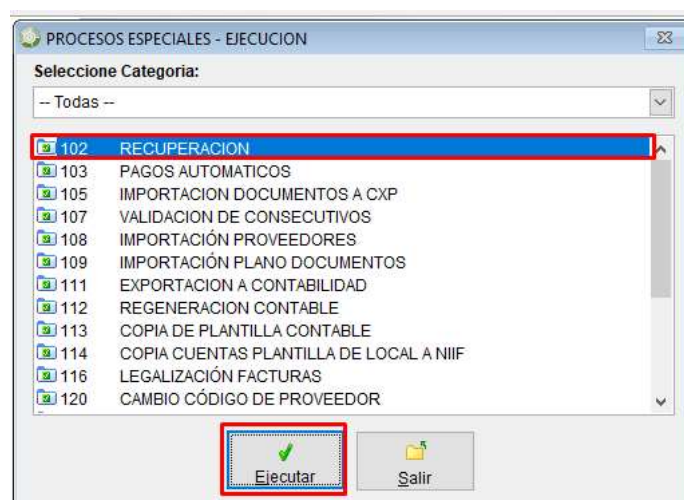 PROCESOS ESPECIALES - EJECUCION
Seleccione Categoria:
-- Todas --
102 RECUPERACION
103 PAGOS AUTOMATICOS
105 IMPORTACION DOCUMENTOS A CXP
107 VALIDACION DE CONSECUTIVOS
108 IMPORTACIÓN PROVEEDORES
109 IMPORTACIÓN PLANO DOCUMENTOS
111 EXPORTACION A CONTABILIDAD
112 REGENERACION CONTABLE
113 COPIA DE PLANTILLA CONTABLE
114 COPIA CUENTAS PLANTILLA DE LOCAL A NIIF
116 LEGALIZACIÓN FACTURAS
120 CAMBIO CÓDIGO DE PROVEEDOR
Ejecutar Salir